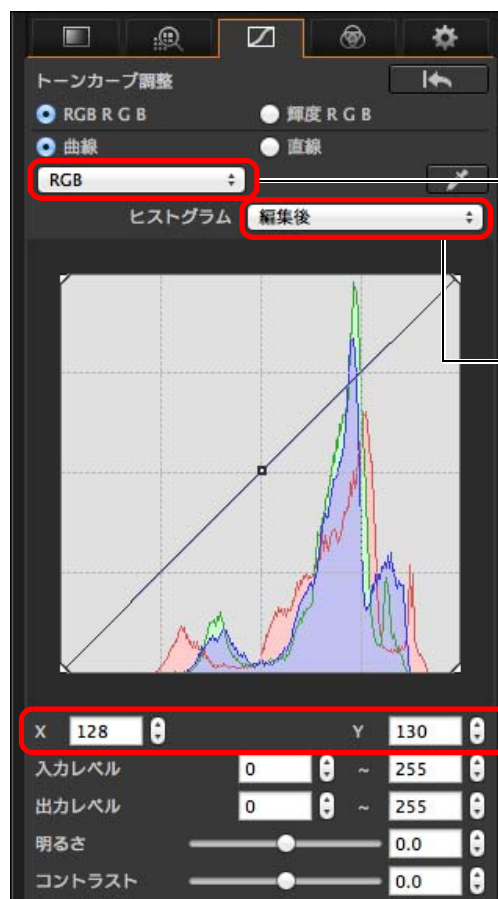 トーンカーブ調整
RGB R G B 輝度 R G B
曲線 直線
RGB
ヒストグラム 編集後
X 128 Y 130
入力レベル 0 ~ 255
出力レベル 0 ~ 255
明るさ 0.0
コントラスト 0.0